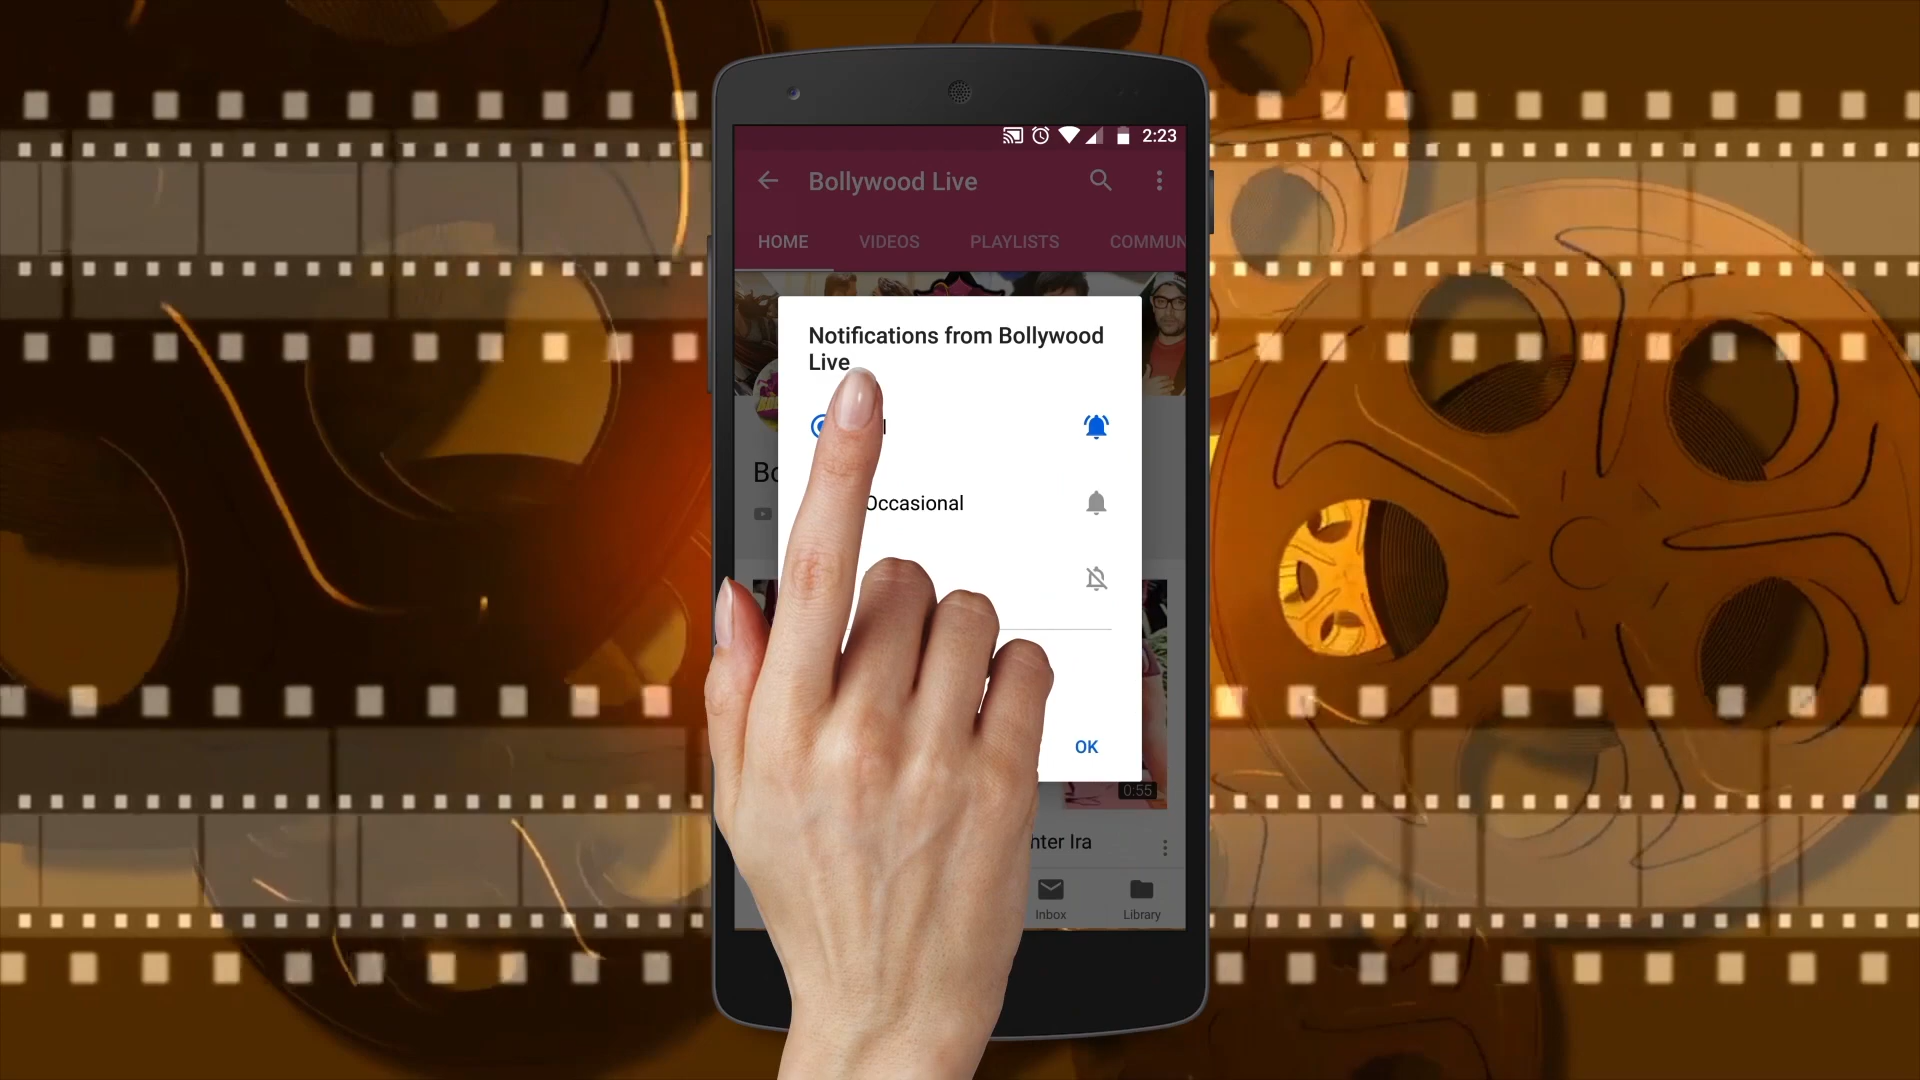 2:23
Bollywood Live
HOME VIDEOS PLAYLISTS COMMUN
Notifications from Bollywood
Live
Occasional
OK
0:55
hter Ira
Inbox Library